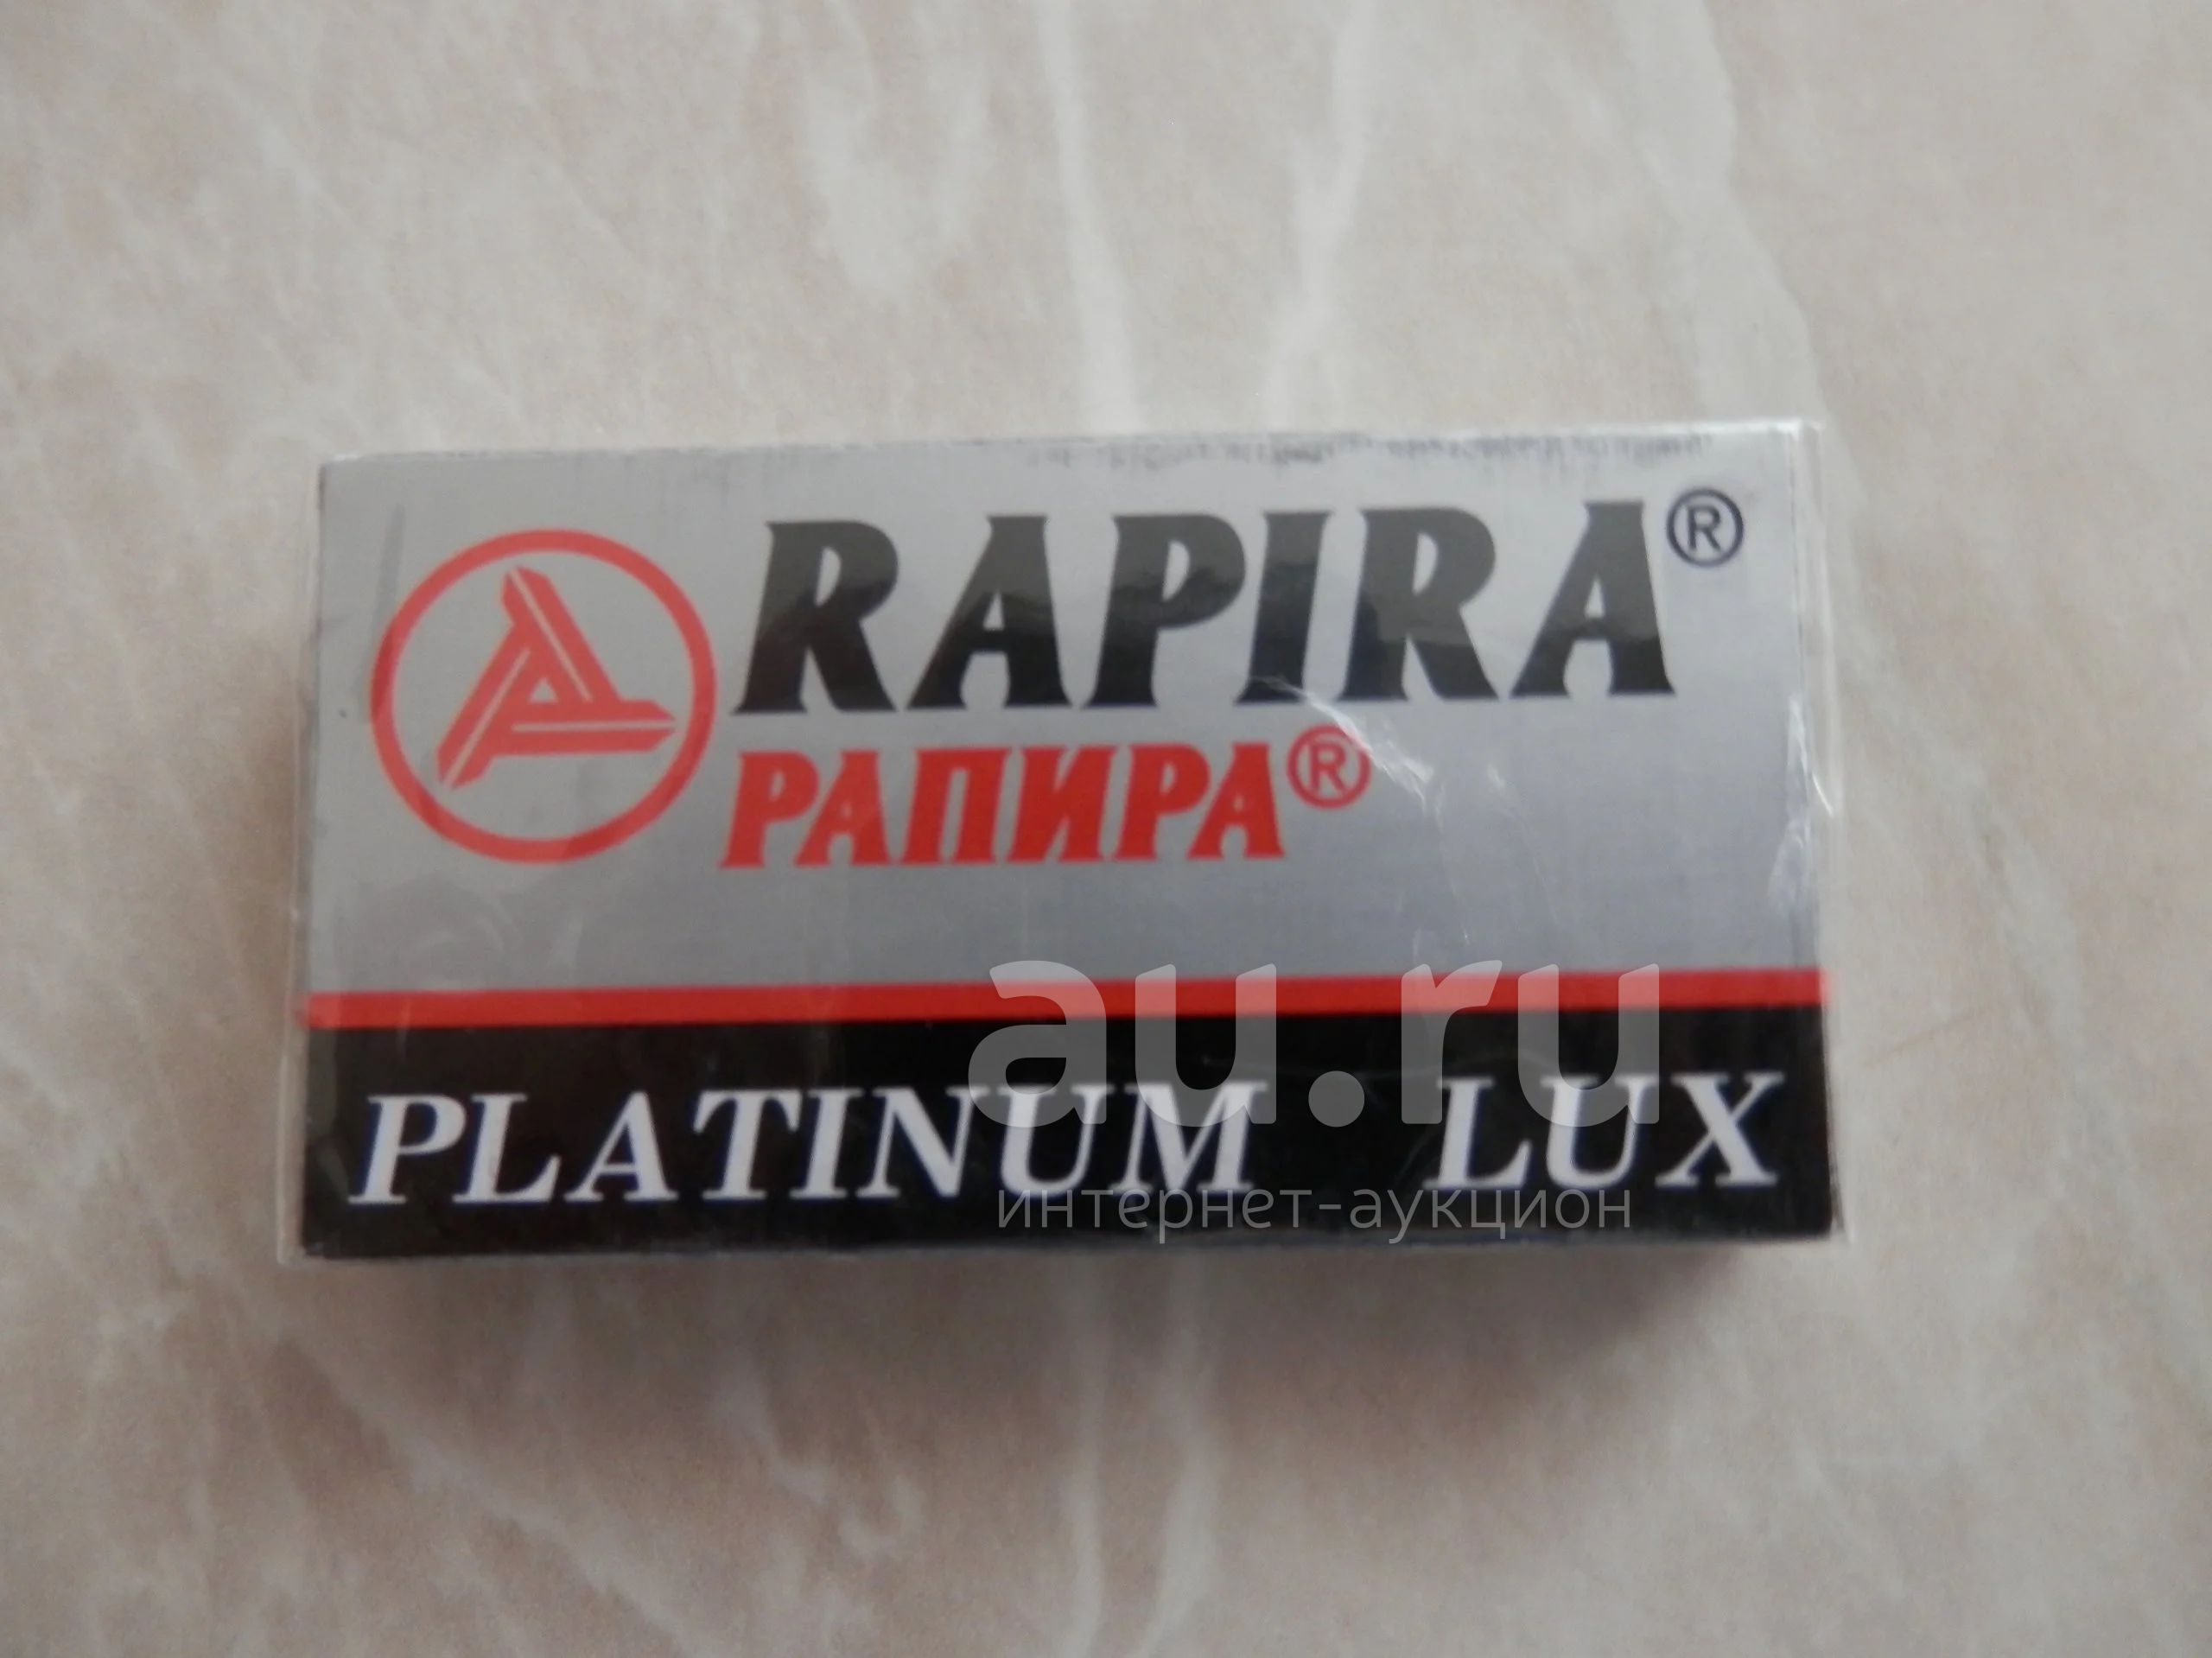 RAPIRA®
РАПИРА®
au.ru
PLATINUM LUX
интернет-аукцион